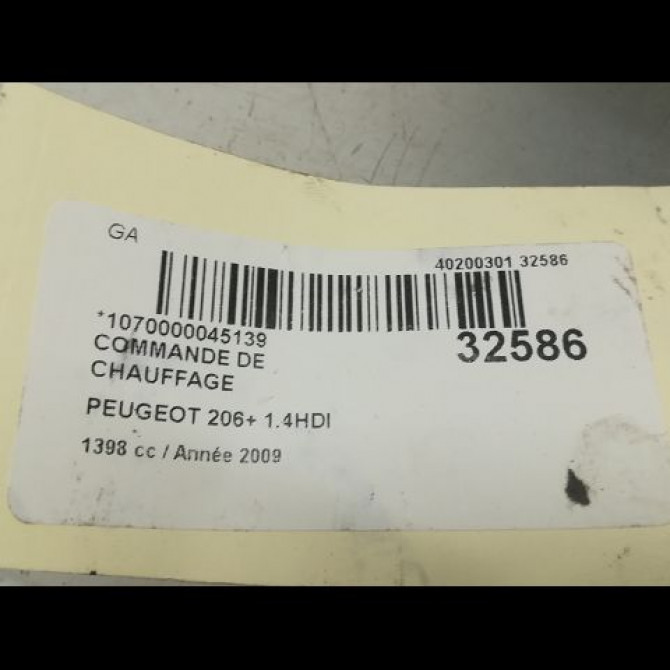 GA
40200301 32586
*1070000045139
32586
COMMANDE DE
CHAUFFAGE
PEUGEOT 206+ 1.4HDI
1398 cc / Année 2009